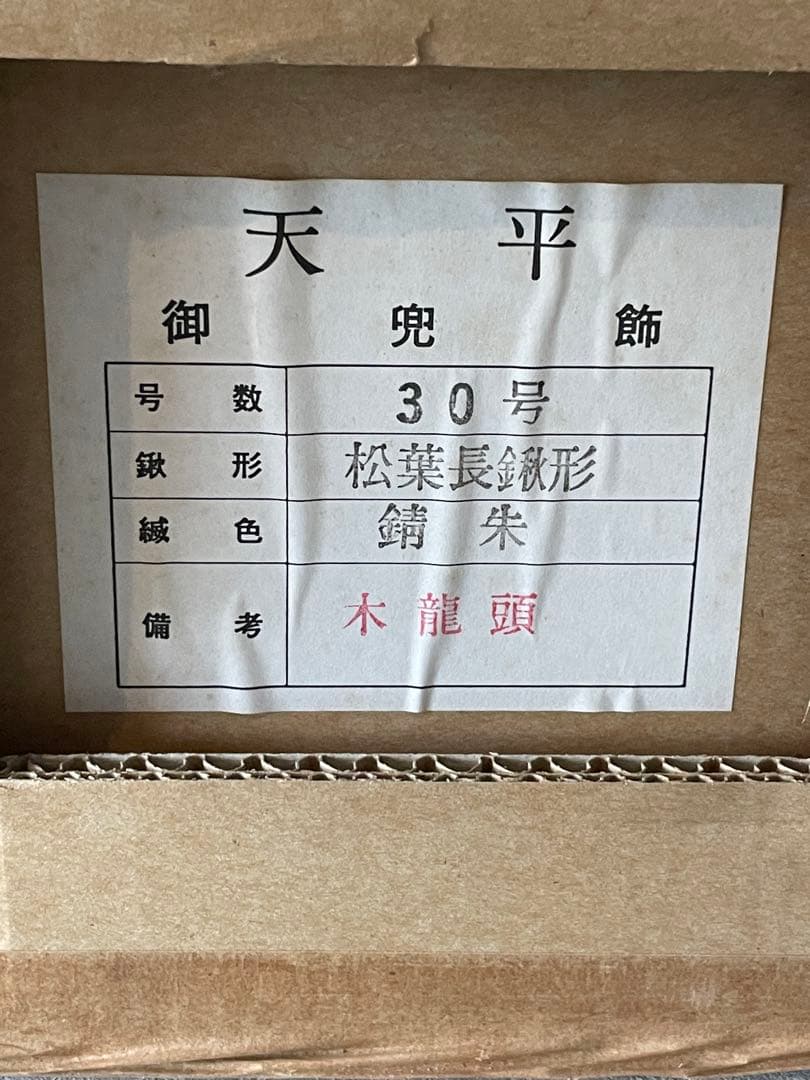 天平
御兜飾
号数 30号
鍬形 松葉長鍬形
縅色 錆朱
備考 木龍頭